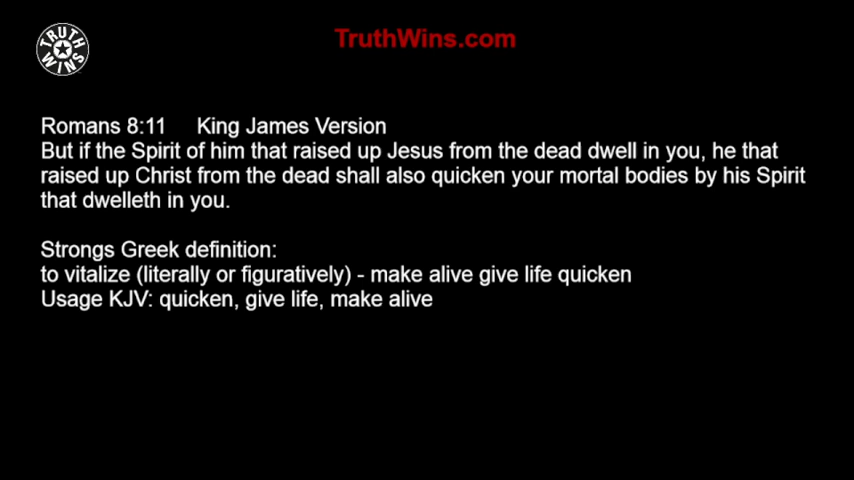 TRUTH
WINS
TruthWins.com
Romans 8:11 King James Version
But if the Spirit of him that raised up Jesus from the dead dwell in you, he that
raised up Christ from the dead shall also quicken your mortal bodies by his Spirit
that dwelleth in you.
Strongs Greek definition:
to vitalize (literally or figuratively) - make alive give life quicken
Usage KJV: quicken, give life, make alive